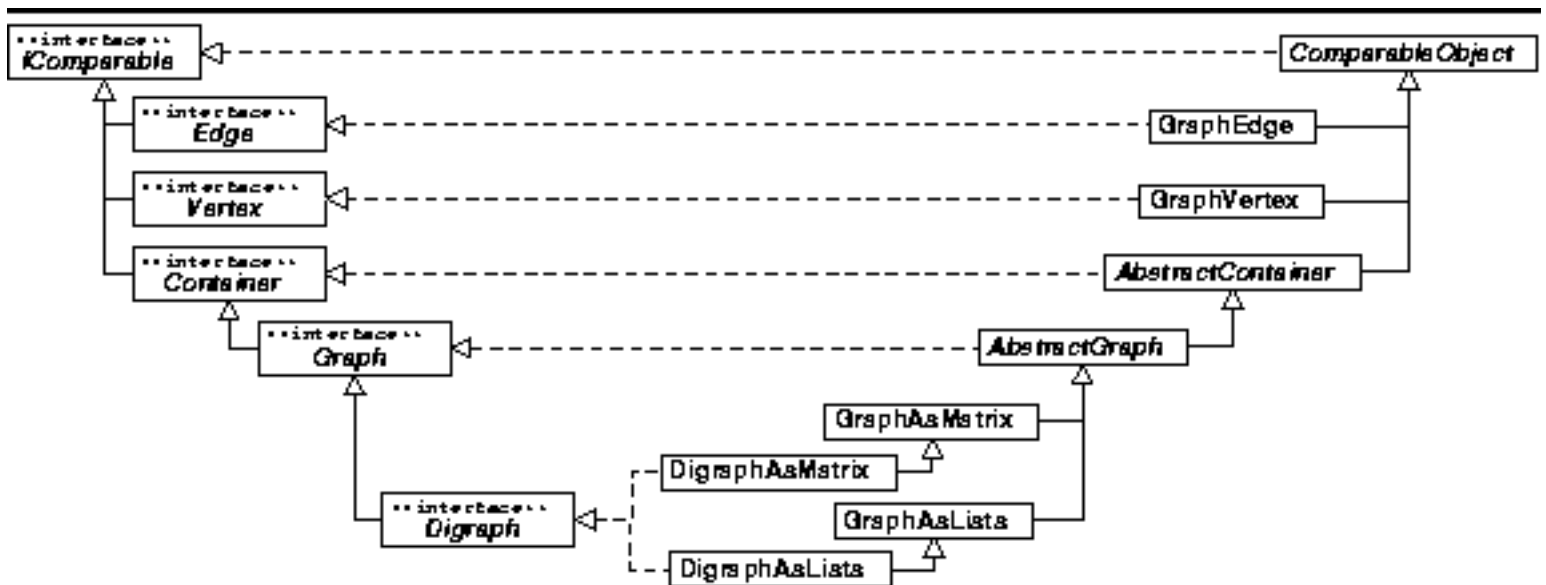 ««interface»»
IComparable
ComparableObject
««interface»»
Edge
GraphEdge
««interface»»
Vertex
GraphVertex
««interface»»
Container
AbstractContainer
««interface»»
Graph
AbstractGraph
GraphAsMatrix
DigraphAsMatrix
««interface»»
Digraph
GraphAsLists
DigraphAsLists